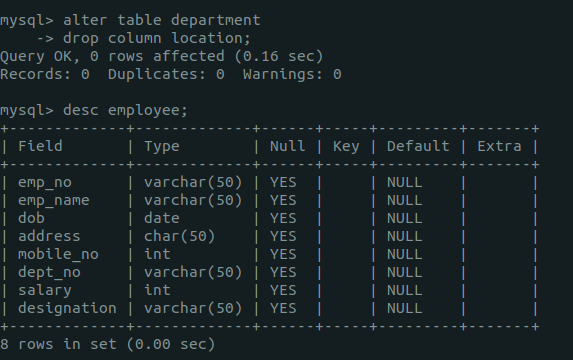 mysql> alter table department
    -> drop column location;
Query OK, 0 rows affected (0.16 sec)
Records: 0  Duplicates: 0  Warnings: 0

mysql> desc employee;
+-------------+-------------+------+-----+---------+-------+
| Field       | Type        | Null | Key | Default | Extra |
+-------------+-------------+------+-----+---------+-------+
| emp_no      | varchar(50) | YES  |     | NULL    |       |
| emp_name    | varchar(50) | YES  |     | NULL    |       |
| dob         | date        | YES  |     | NULL    |       |
| address     | char(50)    | YES  |     | NULL    |       |
| mobile_no   | int         | YES  |     | NULL    |       |
| dept_no     | varchar(50) | YES  |     | NULL    |       |
| salary      | int         | YES  |     | NULL    |       |
| designation | varchar(50) | YES  |     | NULL    |       |
+-------------+-------------+------+-----+---------+-------+
8 rows in set (0.00 sec)